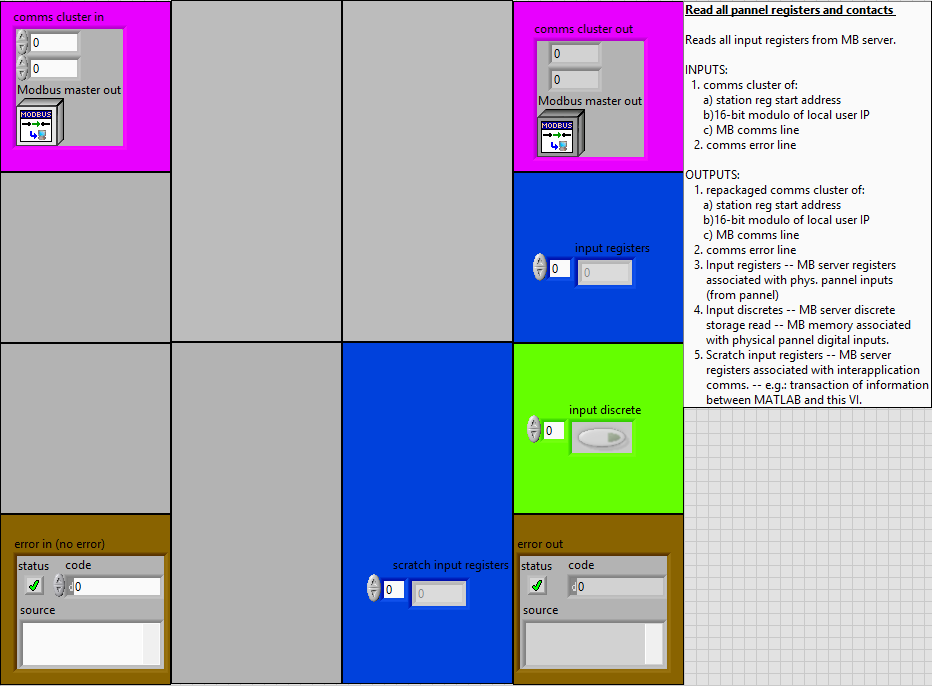 comms cluster in
0
0
Modbus master out
MODBUS
comms cluster out
0
0
Modbus master out
MODBUS
input registers
0
0
input discrete
0
scratch input registers
0
0
error in (no error)
status
code
d
0
source
error out
status
code
d
0
source
Read all pannel registers and contacts
Reads all input registers from MB server.
INPUTS:
1. comms cluster of:
a) station reg start address
b)16-bit modulo of local user IP
c) MB comms line
2. comms error line
OUTPUTS:
1. repackaged comms cluster of:
a) station reg start address
b)16-bit modulo of local user IP
c) MB comms line
2. comms error line
3. Input registers -- MB server registers
associated with phys. pannel inputs
(from pannel)
4. Input discretes -- MB server discrete
storage read -- MB memory associated
with physical pannel digital inputs.
5. Scratch input registers -- MB server
registers associated with interapplication
comms. -- e.g.: transaction of information
between MATLAB and this VI.